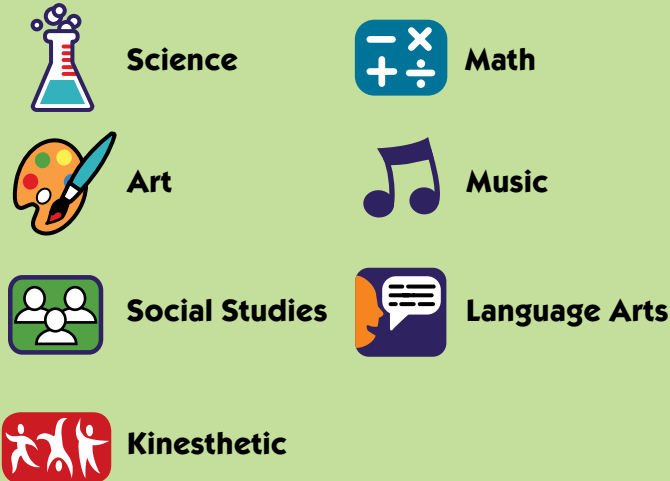 Science
Math
Art
Music
Social Studies
Language Arts
Kinesthetic